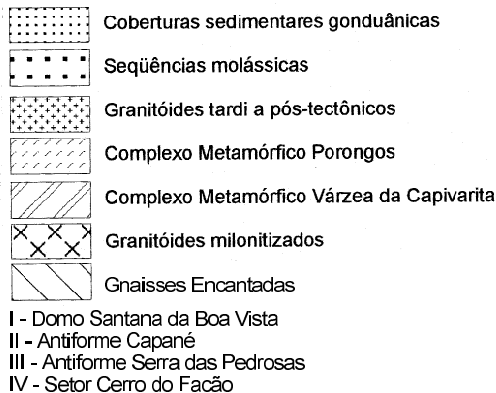 Coberturas sedimentares gonduânicas
Seqüências molássicas
Granitóides tardi a pós-tectônicos
Complexo Metamórfico Porongos
Complexo Metamórfico Várzea da Capivarita
Granitóides milonitizados
Gnaisses Encantadas
I - Domo Santana da Boa Vista
II - Antiforme Capané
III - Antiforme Serra das Pedrosas
IV - Setor Cerro do Facão